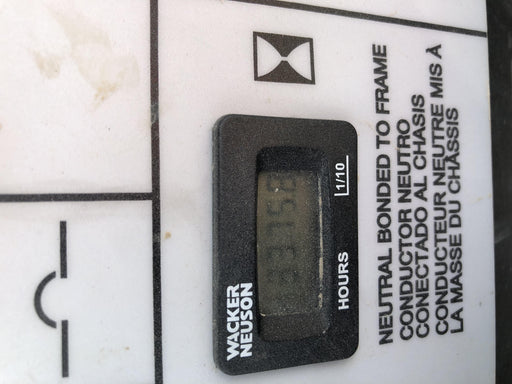 WACKER
NEUSON
HOURS 1/10
NEUTRAL BONDED TO FRAME
CONDUCTOR NEUTRO
CONECTADO AL CHASIS
CONDUCTEUR NEUTRE MIS À
LA MASSE DU CHÂSSIS